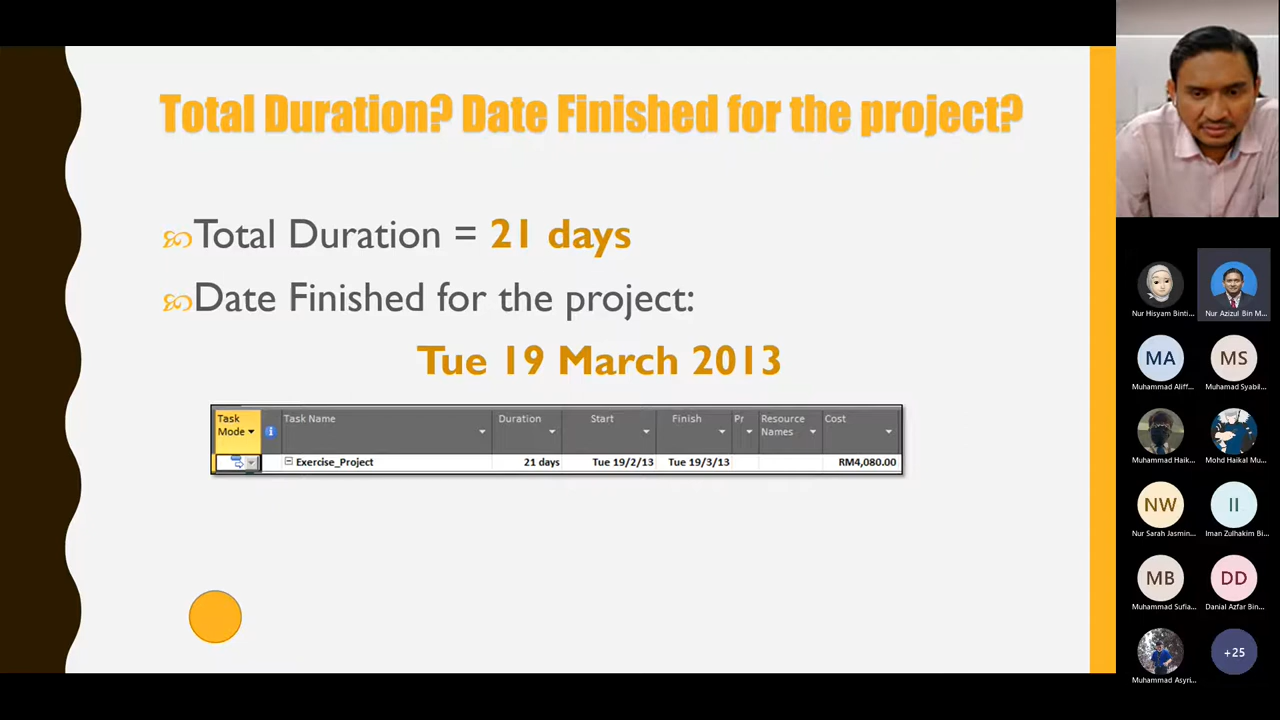 Total Duration? Date Finished for the project?
Total Duration = 21 days
Date Finished for the project:
Tue 19 March 2013
Task Mode Task Name Duration Start Finish Pr Resource Names Cost
Exercise_Project 21 days Tue 19/2/13 Tue 19/3/13 RM4,080.00
Nur Hisyam Binti... Nur Azizul Bin M...
MA MS
Muhammad Aliff... Muhamad Syabil...
Muhammad Haik... Mohd Haikal Mu...
NW II
Nur Sarah Jasmin... Iman Zulhakim Bi...
MB DD
Muhammad Sufia... Danial Azfar Bin...
+25
Muhammad Asyri...